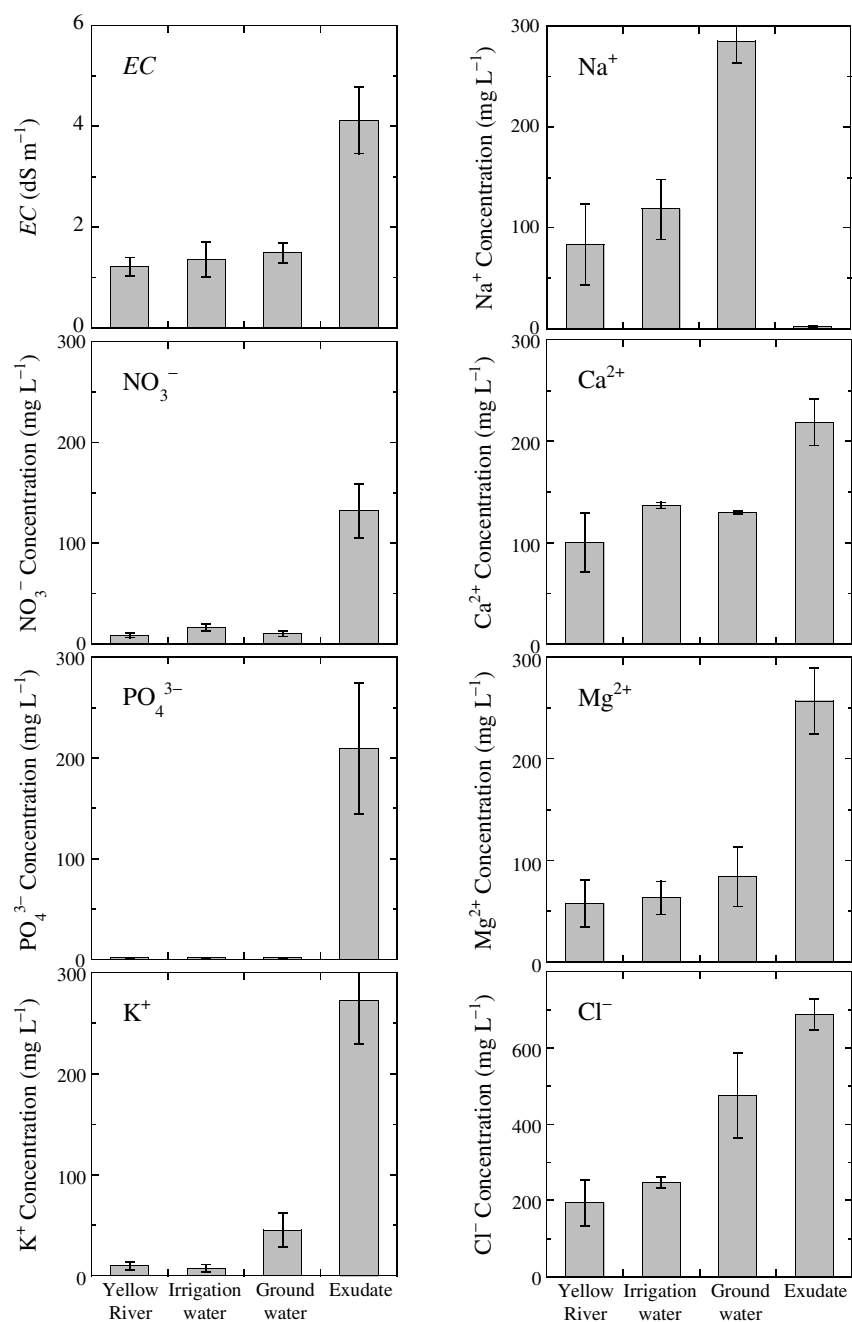 6
4
2
0
EC (dS m⁻¹)
EC
300
200
100
0
Na⁺ Concentration (mg L⁻¹)
Na⁺
300
200
100
0
NO₃⁻ Concentration (mg L⁻¹)
NO₃⁻
300
200
100
0
Ca²⁺ Concentration (mg L⁻¹)
Ca²⁺
300
200
100
0
PO₄³⁻ Concentration (mg L⁻¹)
PO₄³⁻
300
200
100
0
Mg²⁺ Concentration (mg L⁻¹)
Mg²⁺
300
200
100
0
K⁺ Concentration (mg L⁻¹)
K⁺
600
400
200
0
Cl⁻ Concentration (mg L⁻¹)
Cl⁻
Yellow Irrigation Ground Exudate
River water water
Yellow Irrigation Ground Exudate
River water water